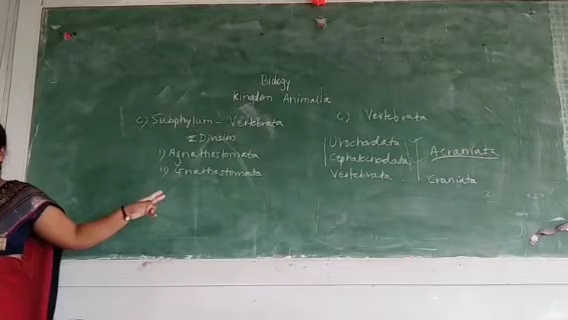 Biology
Kingdom Animalia
c) Subphylum - Vertebrata
2 Division
i) Agnathostomata
ii) Gnathostomata
c) Vertebrata
Urochordata
Cephalochordata
Vertebrata
Acraniata
Craniata